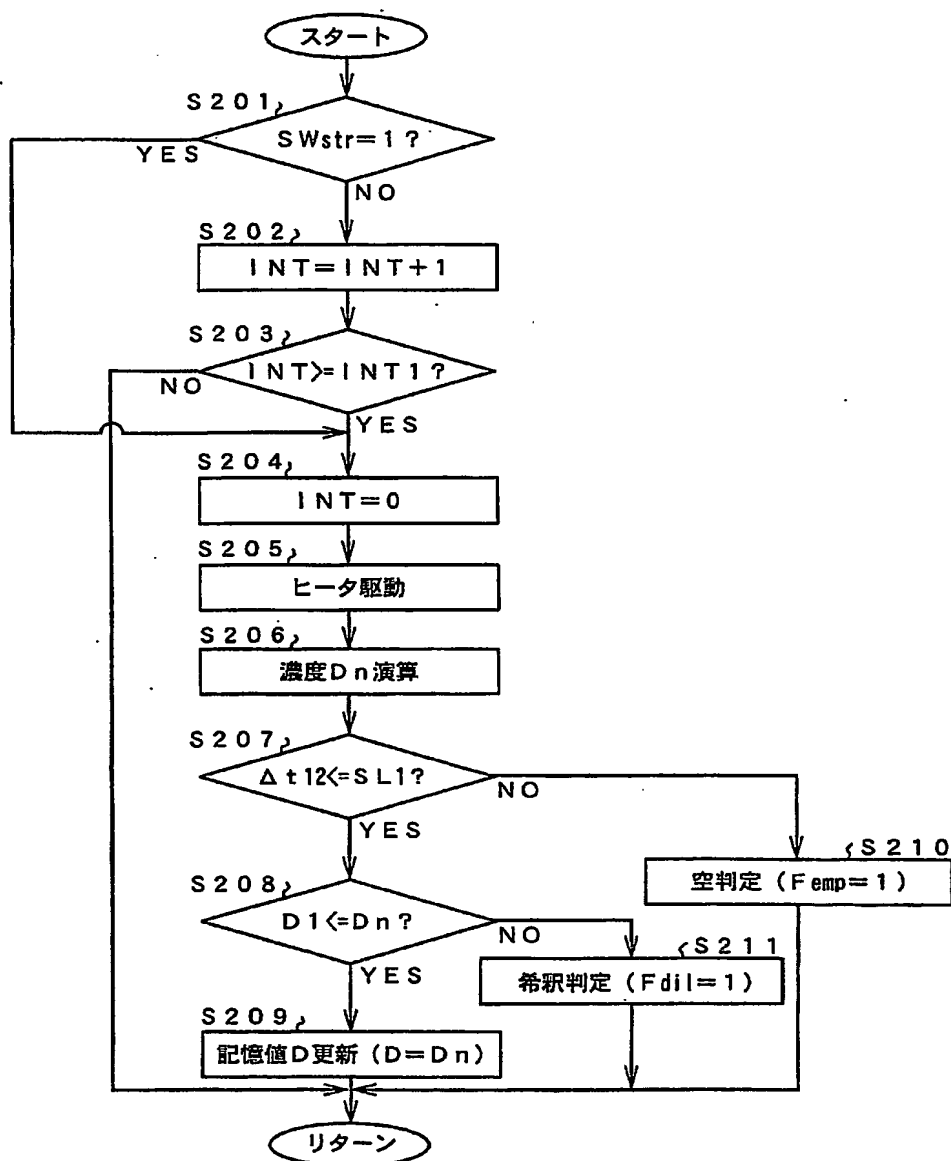 スタート
S201
SWstr=1?
YES
NO
S202
INT=INT+1
S203
INT>=INT1?
NO
YES
S204
INT=0
S205
ヒータ駆動
S206
濃度Dn演算
S207
Δt12<=SL1?
NO
YES
S210
空判定(Femp=1)
S208
D1<=Dn?
NO
YES
S211
希釈判定(Fdil=1)
S209
記憶値D更新(D=Dn)
リターン